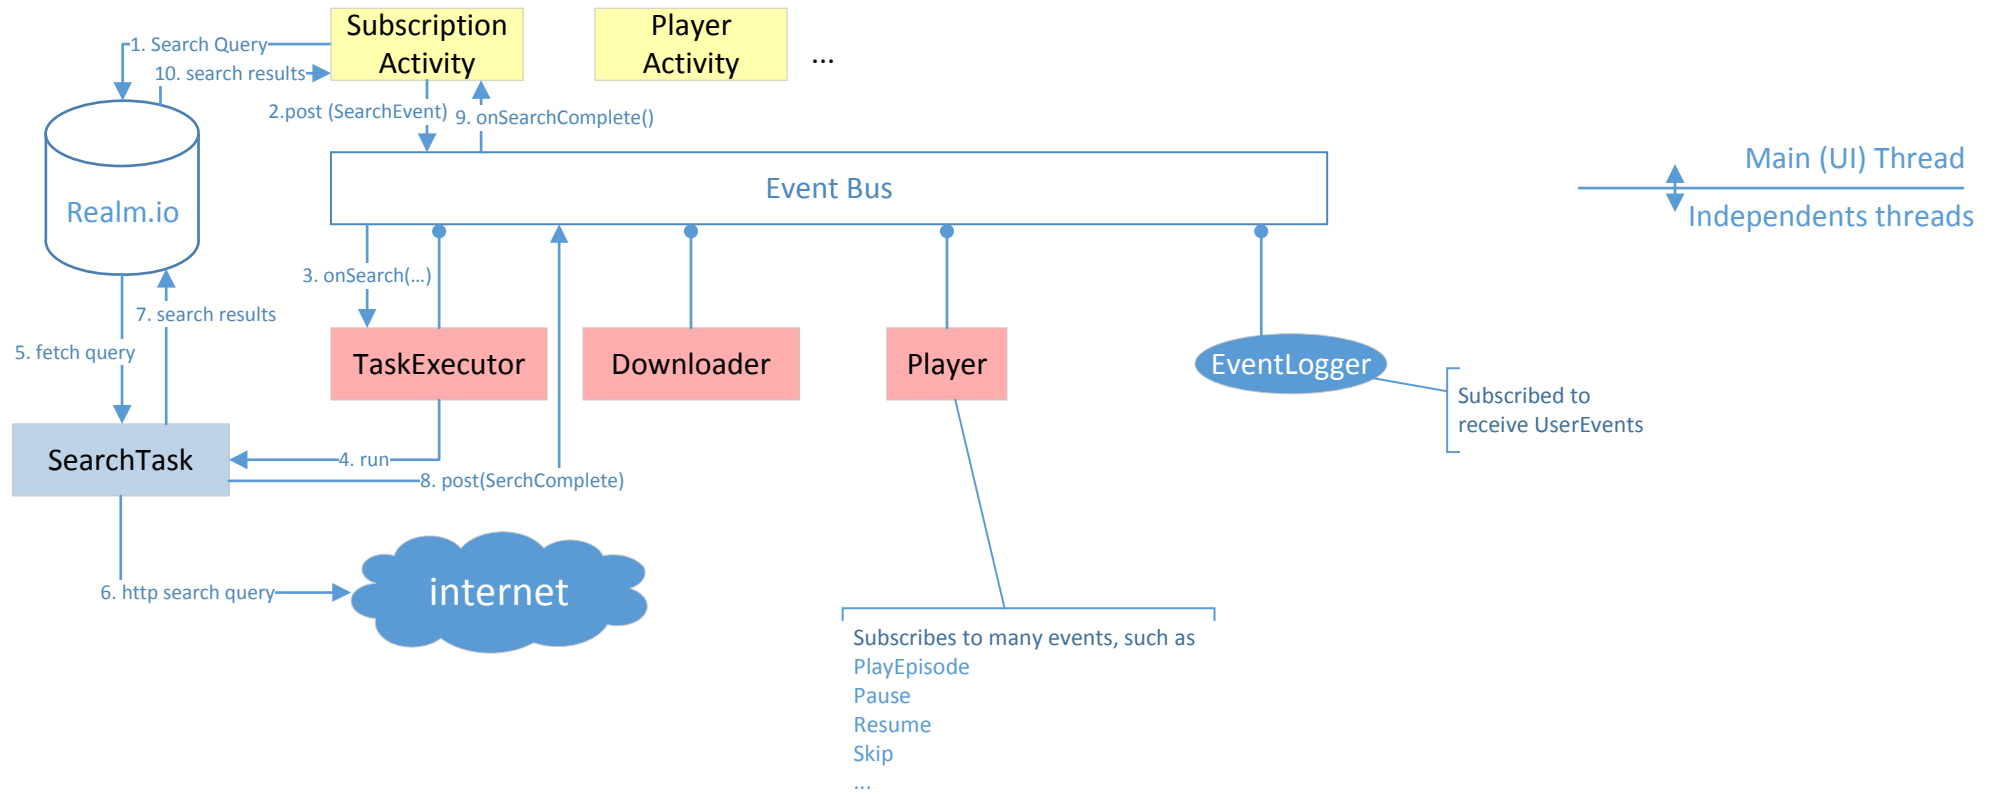 Subscription
Activity
Player
Activity
...
1. Search Query
10. search results
2.post (SearchEvent)
9. onSearchComplete()
Main (UI) Thread
Independents threads
Event Bus
Realm.io
3. onSearch(...)
7. search results
5. fetch query
TaskExecutor
Downloader
Player
EventLogger
Subscribed to
receive UserEvents
SearchTask
4. run
8. post(SerchComplete)
6. http search query
internet
Subscribes to many events, such as
PlayEpisode
Pause
Resume
Skip
...